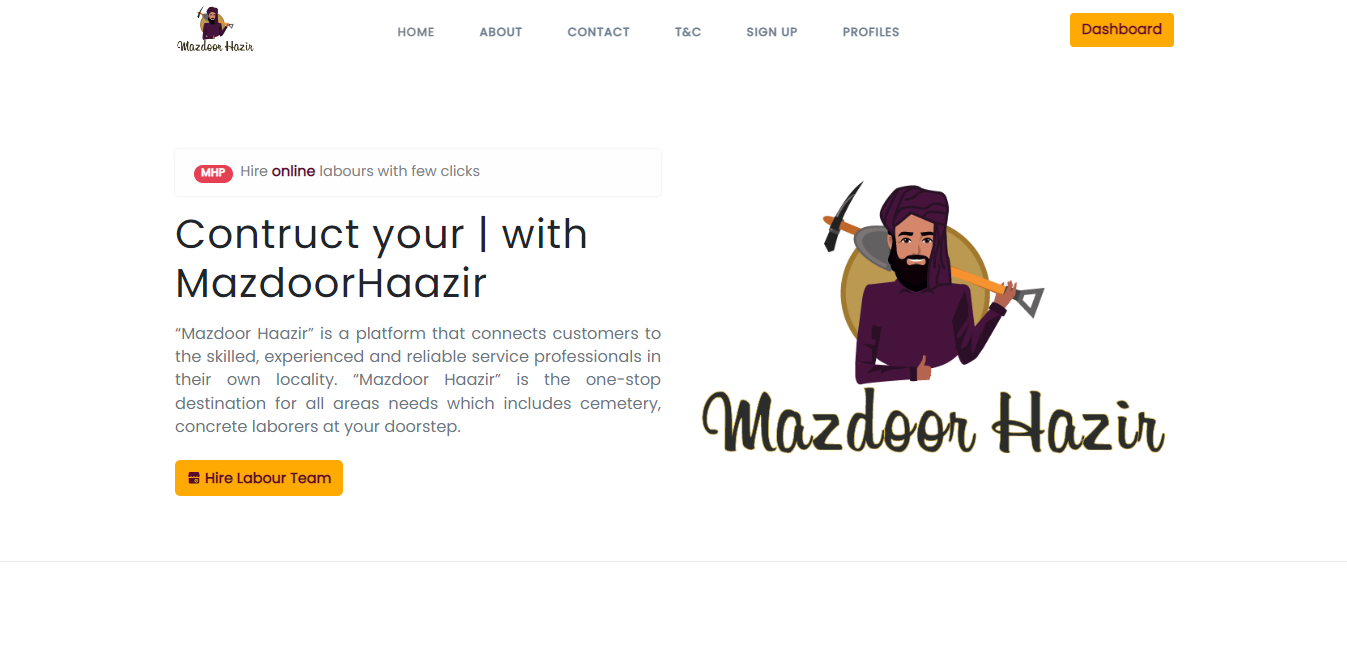 Mazdoor Hazir
HOME ABOUT CONTACT T&C SIGN UP PROFILES
Dashboard
MHP Hire online labours with few clicks
Contruct your | with
MazdoorHaazir
“Mazdoor Haazir” is a platform that connects customers to
the skilled, experienced and reliable service professionals in
their own locality. “Mazdoor Haazir” is the one-stop
destination for all areas needs which includes cemetery,
concrete laborers at your doorstep.
Hire Labour Team
Mazdoor Hazir